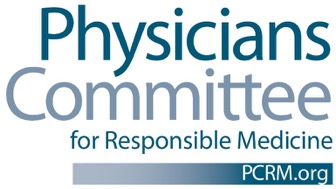 Physicians
Committee
for Responsible Medicine
PCRM.org